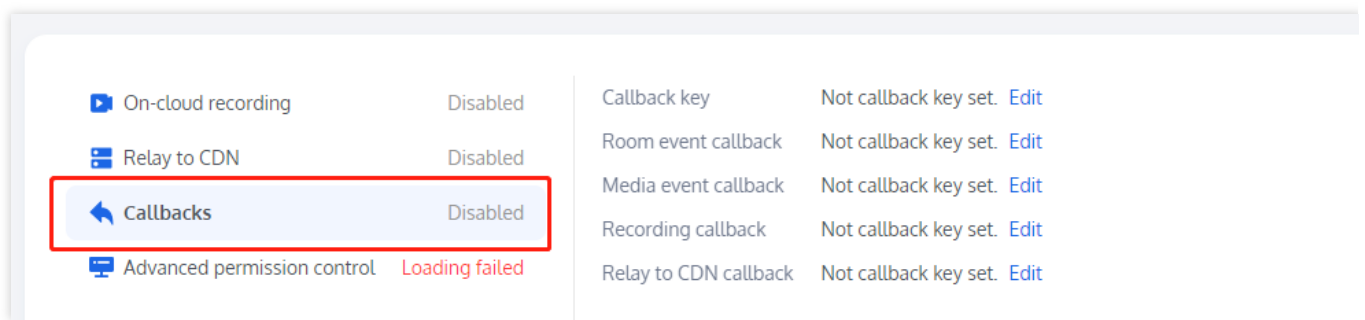 On-cloud recording Disabled
Relay to CDN Disabled
Callbacks Disabled
Advanced permission control Loading failed
Callback key Not callback key set. Edit
Room event callback Not callback key set. Edit
Media event callback Not callback key set. Edit
Recording callback Not callback key set. Edit
Relay to CDN callback Not callback key set. Edit